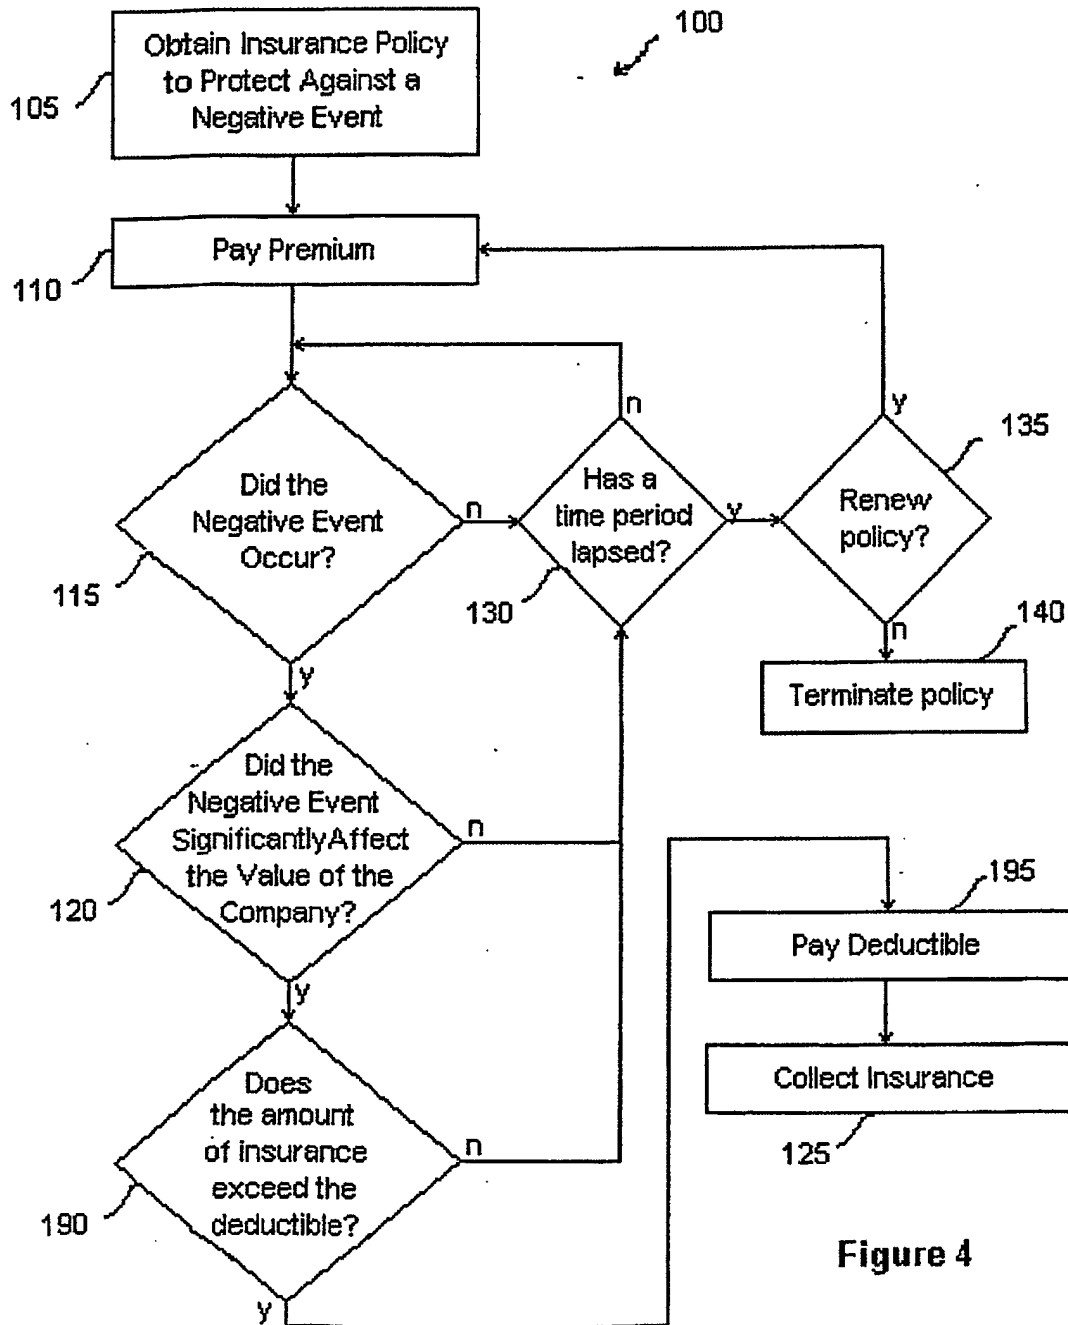 100
Obtain Insurance Policy
to Protect Against a
Negative Event
105
Pay Premium
110
n
y
135
Did the
Negative Event
Occur?
n
115
Has a
time period
lapsed?
y
130
Renew
policy?
n
140
Terminate policy
y
Did the
Negative Event
Significantly Affect
the Value of the
Company?
n
120
y
195
Pay Deductible
Collect Insurance
125
Does
the amount
of insurance
exceed the
deductible?
n
190
y
Figure 4